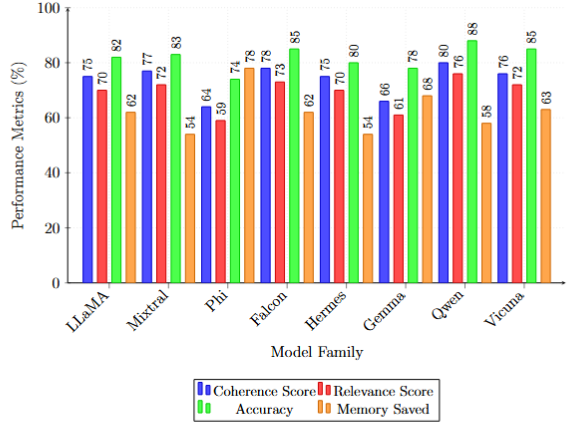 100
80
60
40
20
0
Performance Metrics (%)
75 70 82 62
77 72 83 54
64 59 74 78
78 73 85 62
75 70 80 54
66 61 78 68
80 76 88 58
76 72 85 63
LLaMA
Mixtral
Phi
Falcon
Hermes
Gemma
Qwen
Vicuna
Model Family
Coherence Score Relevance Score
Accuracy Memory Saved